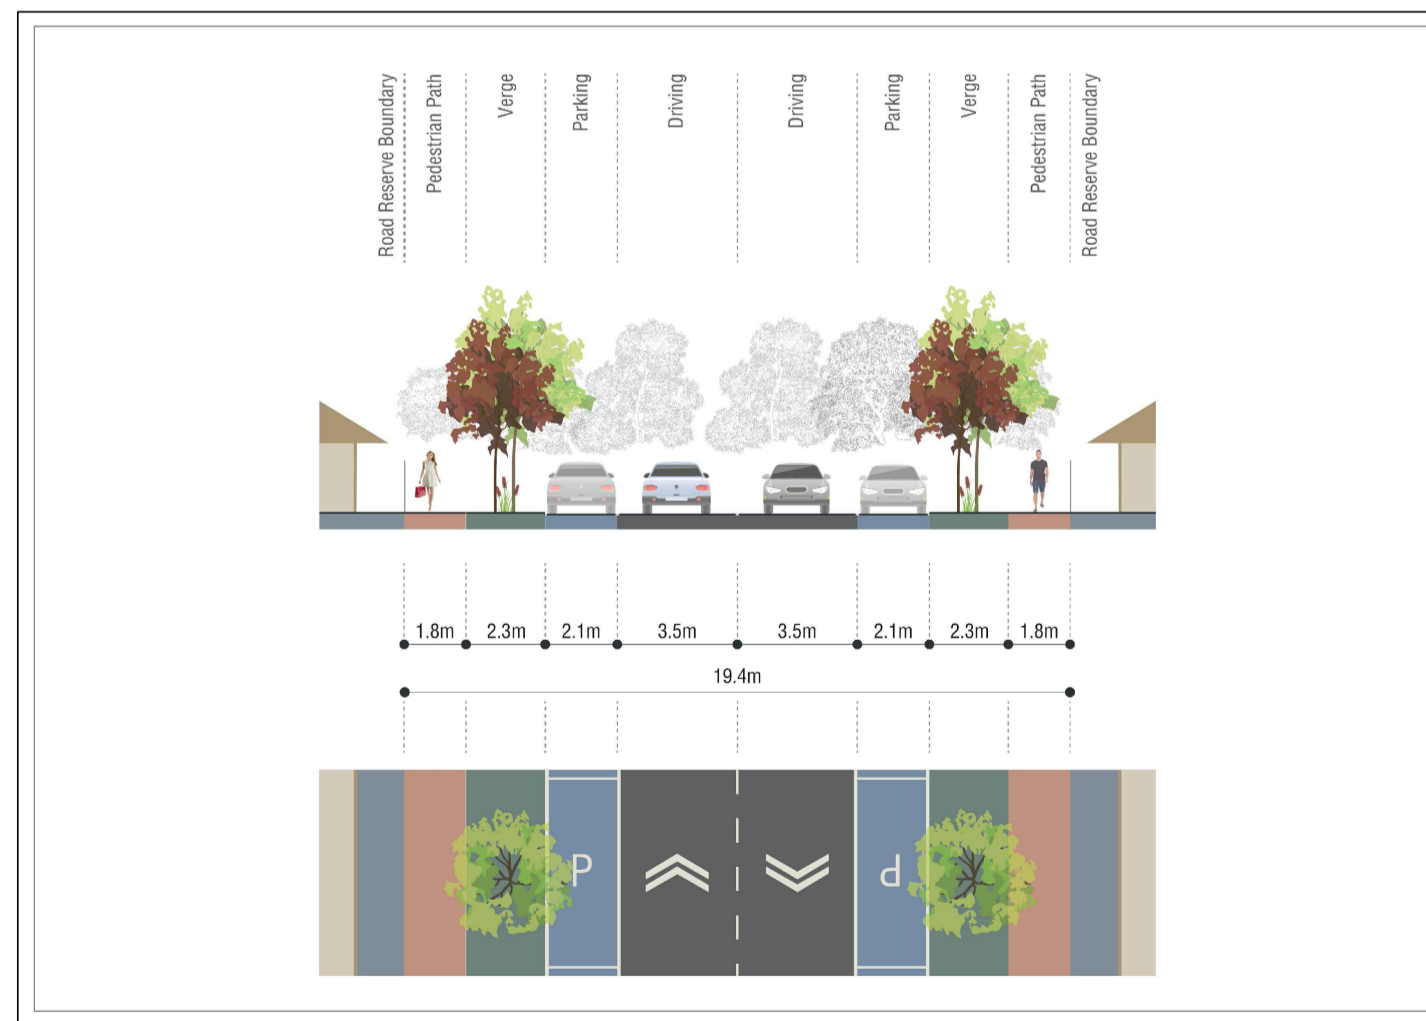 Road Reserve Boundary
Pedestrian Path
Verge
Parking
Driving
Driving
Parking
Verge
Pedestrian Path
Road Reserve Boundary
1.8m
2.3m
2.1m
3.5m
3.5m
2.1m
2.3m
1.8m
19.4m
P
P